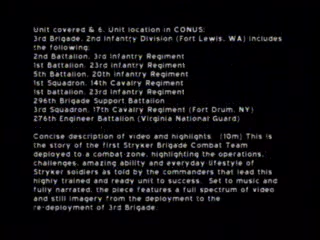 Unit covered & 6. Unit location in CONUS:
3rd Brigade, 2nd Infantry Division (Fort Lewis, WA) includes
the following:
2nd Battalion, 3rd Infantry Regiment
1st Battalion, 23rd infantry Regiment
5th Battalion, 20th infantry Regiment
1st Squadron, 14th Cavalry Regiment
1st battalion, 23rd infantry Regiment
296th Brigade Support Battalion
3rd Squadron, 17th Cavalry Regiment (Fort Drum, NY)
276th Engineer Battalion (Virginia National Guard)
Concise description of video and highlights: (10m) This is
the story of the first Stryker Brigade Combat Team
deployed to a combat zone, highlighting the operations,
challenges, amazing ability and everyday lifestyle of
Stryker soldiers as told by the commanders that lead this
highly trained and ready unit to success. Set to music and
fully narrated, the piece features a full spectrum of video
and still imagery from the deployment to the
re-deployment of 3rd Brigade.